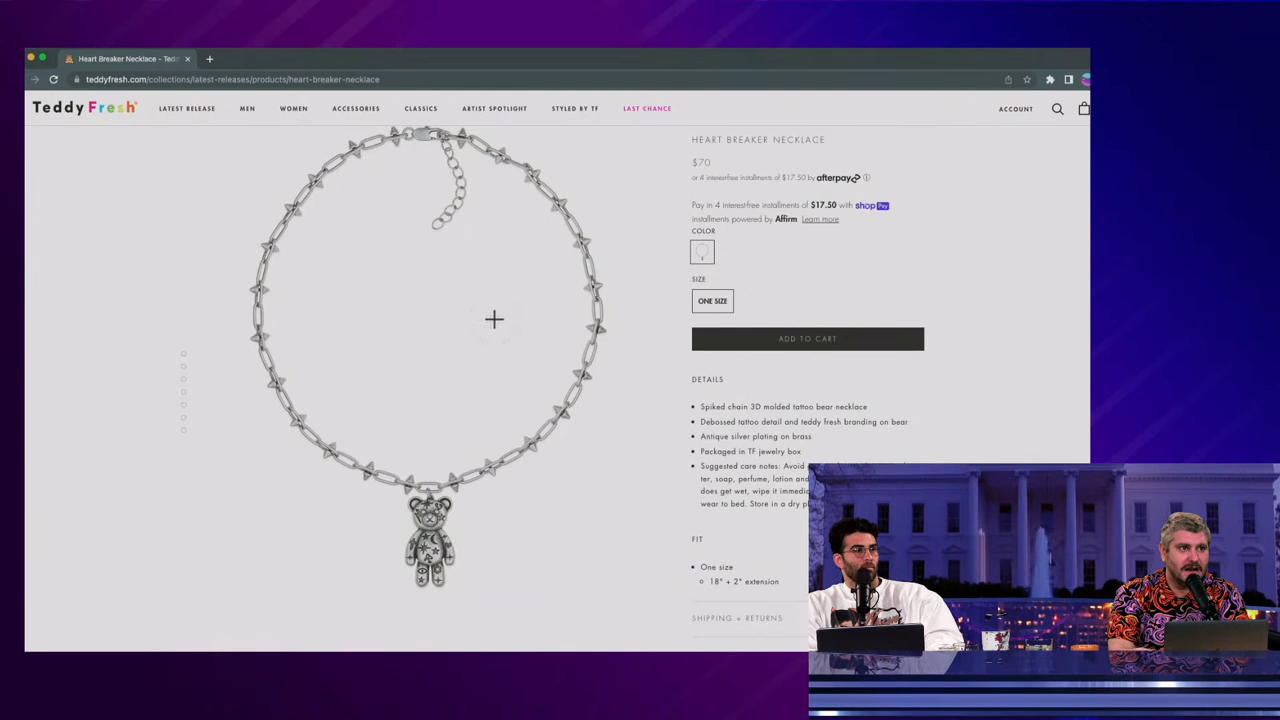 Heart Breaker Necklace - Tedd
teddyfresh.com/collections/latest-releases/products/heart-breaker-necklace
Teddy Fresh
LATEST RELEASE MEN WOMEN ACCESSORIES CLASSICS ARTIST SPOTLIGHT STYLED BY TF LAST CHANCE ACCOUNT
HEART BREAKER NECKLACE
$70
or 4 interest-free installments of $17.50 by afterpay
Pay in 4 interest-free installments of $17.50 with shop Pay
installments powered by Affirm Learn more
COLOR
SIZE
ONE SIZE
ADD TO CART
DETAILS
Spiked chain 3D molded tattoo bear necklace
Debossed tattoo detail and teddy fresh branding on bear
Antique silver plating on brass
Packaged in TF jewelry box
Suggested care notes: Avoid
ter, soap, perfume, lotion and
does get wet, wipe it immedi
wear to bed. Store in a dry pl
FIT
One size
18" + 2" extension
SHIPPING + RETURNS